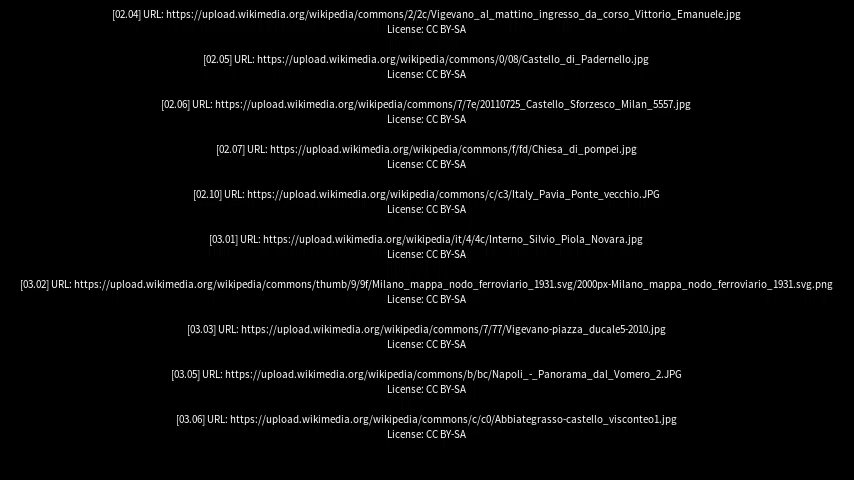 [02.04] URL: https://upload.wikimedia.org/wikipedia/commons/2/2c/Vigevano_al_mattino_ingresso_da_corso_Vittorio_Emanuele.jpg
License: CC BY-SA
[02.05] URL: https://upload.wikimedia.org/wikipedia/commons/0/08/Castello_di_Padernello.jpg
License: CC BY-SA
[02.06] URL: https://upload.wikimedia.org/wikipedia/commons/7/7e/20110725_Castello_Sforzesco_Milan_5557.jpg
License: CC BY-SA
[02.07] URL: https://upload.wikimedia.org/wikipedia/commons/f/fd/Chiesa_di_pompei.jpg
License: CC BY-SA
[02.10] URL: https://upload.wikimedia.org/wikipedia/commons/c/c3/Italy_Pavia_Ponte_vecchio.JPG
License: CC BY-SA
[03.01] URL: https://upload.wikimedia.org/wikipedia/it/4/4c/Interno_Silvio_Piola_Novara.jpg
License: CC BY-SA
[03.02] URL: https://upload.wikimedia.org/wikipedia/commons/thumb/9/9f/Milano_mappa_nodo_ferroviario_1931.svg/2000px-Milano_mappa_nodo_ferroviario_1931.svg.png
License: CC BY-SA
[03.03] URL: https://upload.wikimedia.org/wikipedia/commons/7/77/Vigevano-piazza_ducale5-2010.jpg
License: CC BY-SA
[03.05] URL: https://upload.wikimedia.org/wikipedia/commons/b/bc/Napoli_-_Panorama_dal_Vomero_2.JPG
License: CC BY-SA
[03.06] URL: https://upload.wikimedia.org/wikipedia/commons/c/c0/Abbiategrasso-castello_visconteo1.jpg
License: CC BY-SA